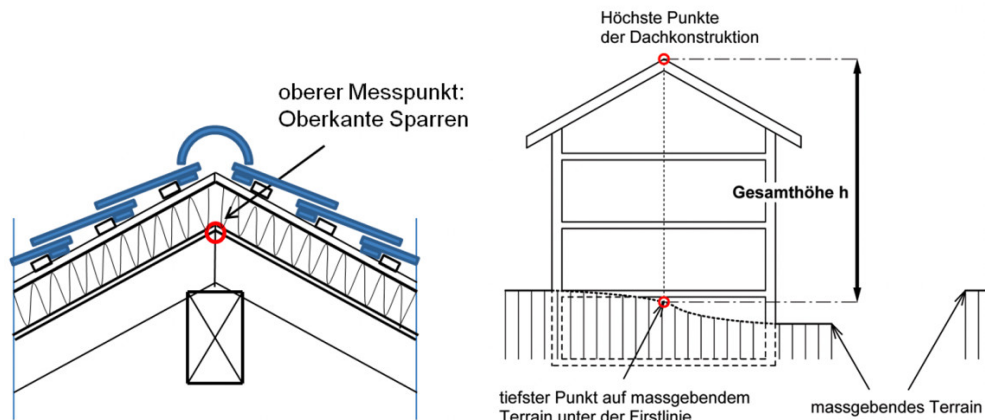 oberer Messpunkt:
Oberkante Sparren
Höchste Punkte
der Dachkonstruktion
Gesamthöhe h
tiefster Punkt auf massgebendem
Terrain unter der Firstlinie
massgebendes Terrain